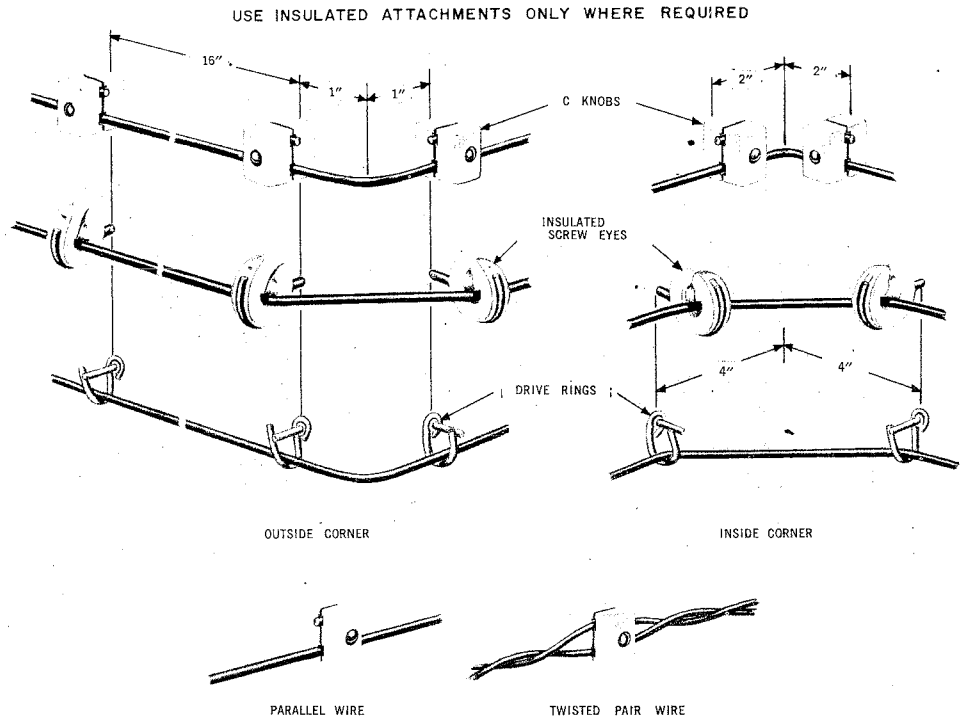 USE INSULATED ATTACHMENTS ONLY WHERE REQUIRED
16"
1" 1"
2" 2"
C KNOBS
INSULATED
SCREW EYES
4" 4"
DRIVE RINGS
OUTSIDE CORNER
INSIDE CORNER
PARALLEL WIRE
TWISTED PAIR WIRE